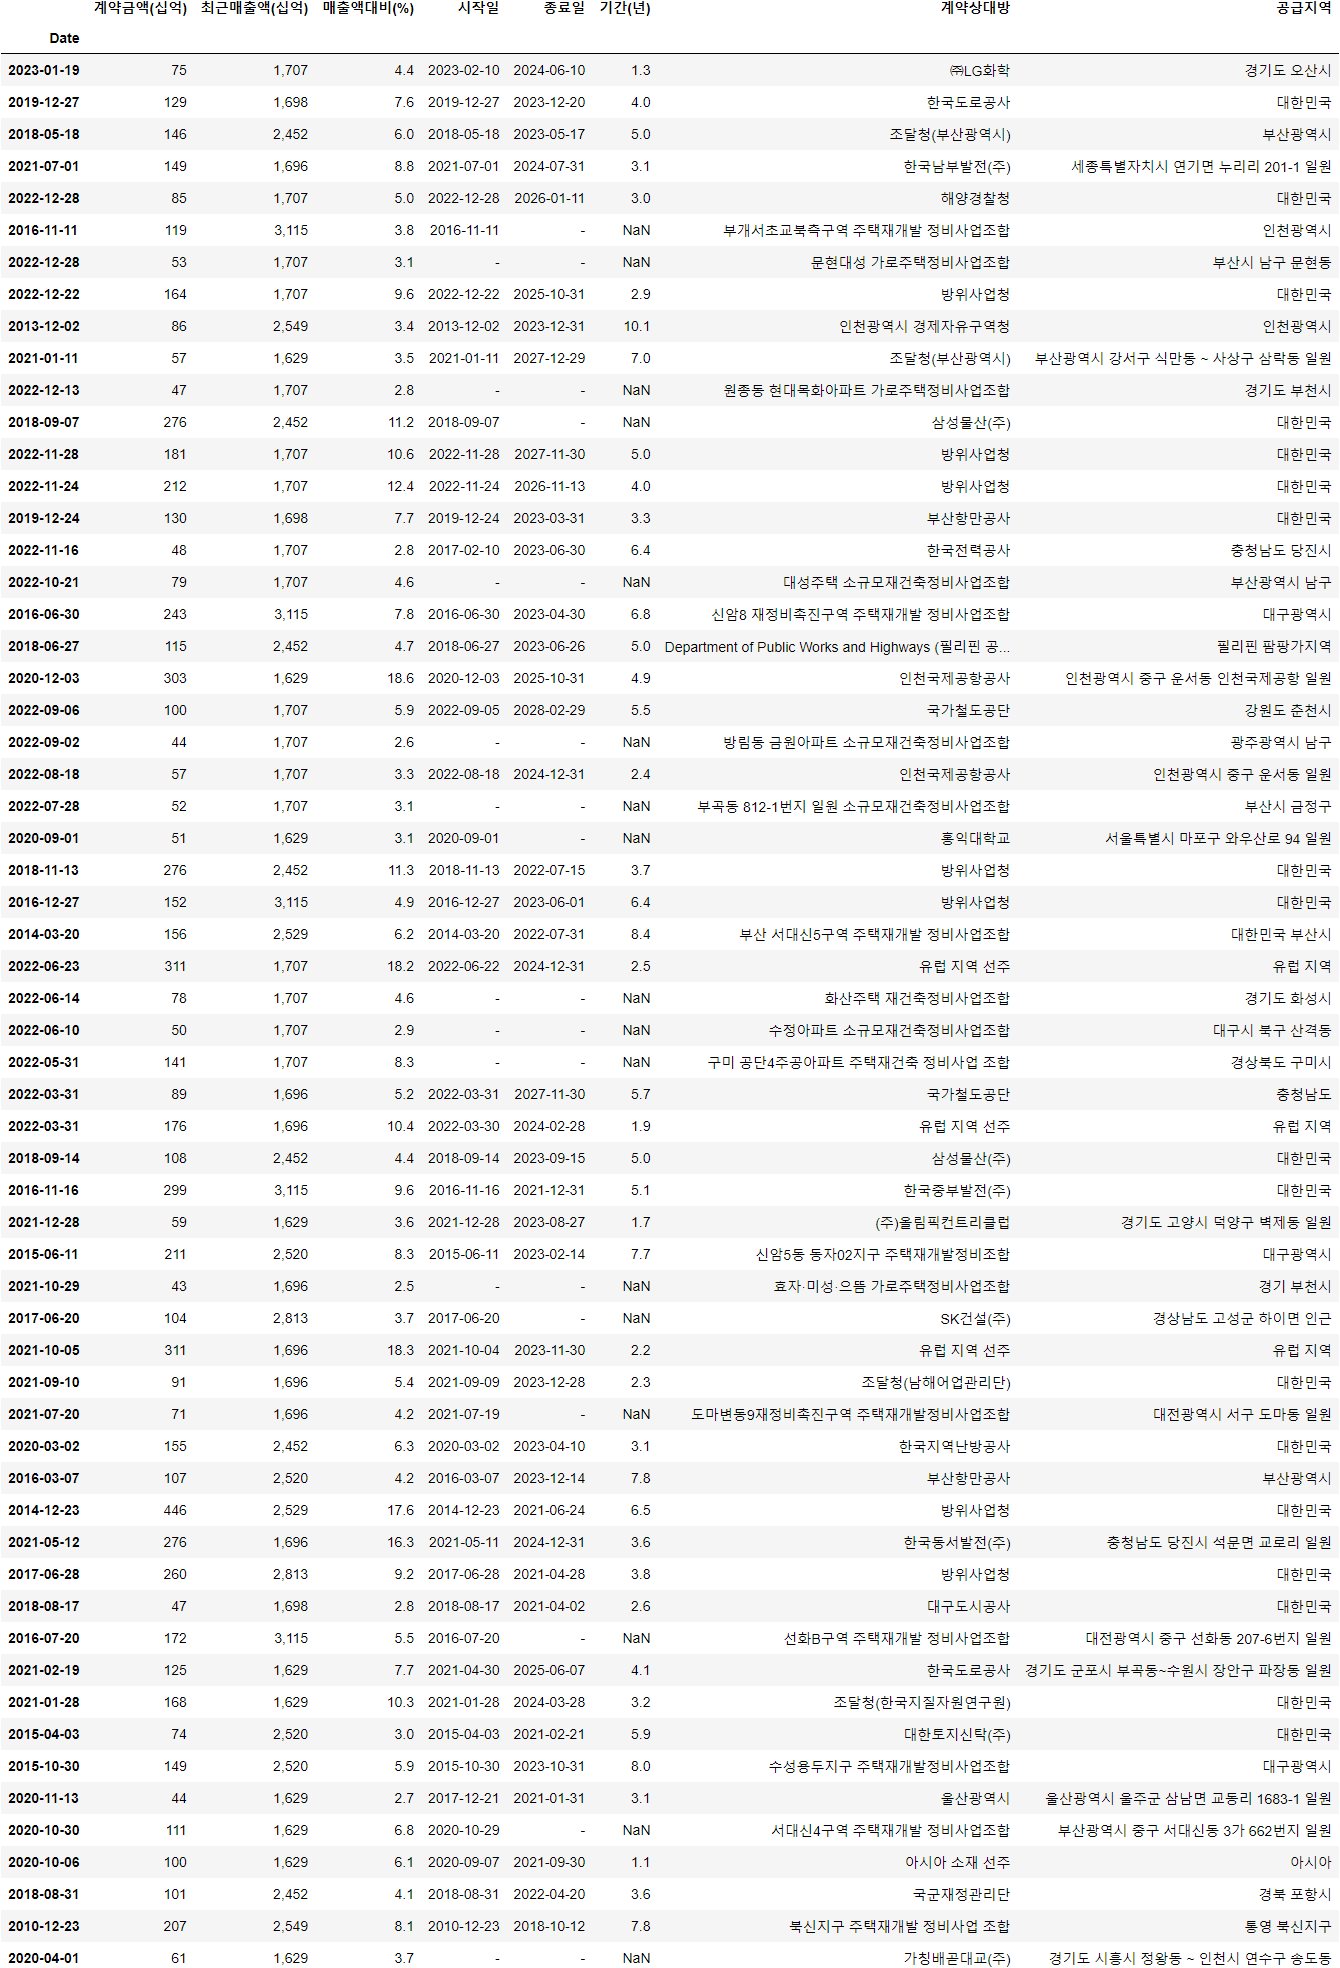 계약금액(십억) 최근매출액(십억) 매출액대비(%) 시작일 종료일 기간(년) 계약상대방 공급지역
Date
2023-01-19 75 1,707 4.4 2023-02-10 2024-06-10 1.3 ㈜LG화학 경기도 오산시
2019-12-27 129 1,698 7.6 2019-12-27 2023-12-20 4.0 한국도로공사 대한민국
2018-05-18 146 2,452 6.0 2018-05-18 2023-05-17 5.0 조달청(부산광역시) 부산광역시
2021-07-01 149 1,696 8.8 2021-07-01 2024-07-31 3.1 한국남부발전(주) 세종특별자치시 연기면 누리리 201-1 일원
2022-12-28 85 1,707 5.0 2022-12-28 2026-01-11 3.0 해양경찰청 대한민국
2016-11-11 119 3,115 3.8 2016-11-11 - NaN 부개서초교북측구역 주택재개발 정비사업조합 인천광역시
2022-12-28 53 1,707 3.1 - - NaN 문현대성 가로주택정비사업조합 부산시 남구 문현동
2022-12-22 164 1,707 9.6 2022-12-22 2025-10-31 2.9 방위사업청 대한민국
2013-12-02 86 2,549 3.4 2013-12-02 2023-12-31 10.1 인천광역시 경제자유구역청 인천광역시
2021-01-11 57 1,629 3.5 2021-01-11 2027-12-29 7.0 조달청(부산광역시) 부산광역시 강서구 식만동 ~ 사상구 삼락동 일원
2022-12-13 47 1,707 2.8 - - NaN 원종동 현대목화아파트 가로주택정비사업조합 경기도 부천시
2018-09-07 276 2,452 11.2 2018-09-07 - NaN 삼성물산(주) 대한민국
2022-11-28 181 1,707 10.6 2022-11-28 2027-11-30 5.0 방위사업청 대한민국
2022-11-24 212 1,707 12.4 2022-11-24 2026-11-13 4.0 방위사업청 대한민국
2019-12-24 130 1,698 7.7 2019-12-24 2023-03-31 3.3 부산항만공사 대한민국
2022-11-16 48 1,707 2.8 2017-02-10 2023-06-30 6.4 한국전력공사 충청남도 당진시
2022-10-21 79 1,707 4.6 - - NaN 대성주택 소규모재건축정비사업조합 부산광역시 남구
2016-06-30 243 3,115 7.8 2016-06-30 2023-04-30 6.8 신암8 재정비촉진구역 주택재개발 정비사업조합 대구광역시
2018-06-27 115 2,452 4.7 2018-06-27 2023-06-26 5.0 Department of Public Works and Highways (필리핀 공... 필리핀 팜팡가지역
2020-12-03 303 1,629 18.6 2020-12-03 2025-10-31 4.9 인천국제공항공사 인천광역시 중구 운서동 인천국제공항 일원
2022-09-06 100 1,707 5.9 2022-09-05 2028-02-29 5.5 국가철도공단 강원도 춘천시
2022-09-02 44 1,707 2.6 - - NaN 방림동 금원아파트 소규모재건축정비사업조합 광주광역시 남구
2022-08-18 57 1,707 3.3 2022-08-18 2024-12-31 2.4 인천국제공항공사 인천광역시 중구 운서동 일원
2022-07-28 52 1,707 3.1 - - NaN 부곡동 812-1번지 일원 소규모재건축정비사업조합 부산시 금정구
2020-09-01 51 1,629 3.1 2020-09-01 - NaN 홍익대학교 서울특별시 마포구 와우산로 94 일원
2018-11-13 276 2,452 11.3 2018-11-13 2022-07-15 3.7 방위사업청 대한민국
2016-12-27 152 3,115 4.9 2016-12-27 2023-06-01 6.4 방위사업청 대한민국
2014-03-20 156 2,529 6.2 2014-03-20 2022-07-31 8.4 부산 서대신5구역 주택재개발 정비사업조합 대한민국 부산시
2022-06-23 311 1,707 18.2 2022-06-22 2024-12-31 2.5 유럽 지역 선주 유럽 지역
2022-06-14 78 1,707 4.6 - - NaN 화산주택 재건축정비사업조합 경기도 화성시
2022-06-10 50 1,707 2.9 - - NaN 수정아파트 소규모재건축정비사업조합 대구시 북구 산격동
2022-05-31 141 1,707 8.3 - - NaN 구미 공단4주공아파트 주택재건축 정비사업 조합 경상북도 구미시
2022-03-31 89 1,696 5.2 2022-03-31 2027-11-30 5.7 국가철도공단 충청남도
2022-03-31 176 1,696 10.4 2022-03-30 2024-02-28 1.9 유럽 지역 선주 유럽 지역
2018-09-14 108 2,452 4.4 2018-09-14 2023-09-15 5.0 삼성물산(주) 대한민국
2016-11-16 299 3,115 9.6 2016-11-16 2021-12-31 5.1 한국중부발전(주) 대한민국
2021-12-28 59 1,629 3.6 2021-12-28 2023-08-27 1.7 (주)올림픽컨트리클럽 경기도 고양시 덕양구 벽제동 일원
2015-06-11 211 2,520 8.3 2015-06-11 2023-02-14 7.7 신암5동 동자02지구 주택재개발정비조합 대구광역시
2021-10-29 43 1,696 2.5 - - NaN 효자·미성·으뜸 가로주택정비사업조합 경기 부천시
2017-06-20 104 2,813 3.7 2017-06-20 - NaN SK건설(주) 경상남도 고성군 하이면 인근
2021-10-05 311 1,696 18.3 2021-10-04 2023-11-30 2.2 유럽 지역 선주 유럽 지역
2021-09-10 91 1,696 5.4 2021-09-09 2023-12-28 2.3 조달청(남해어업관리단) 대한민국
2021-07-20 71 1,696 4.2 2021-07-19 - NaN 도마변동9재정비촉진구역 주택재개발정비사업조합 대전광역시 서구 도마동 일원
2020-03-02 155 2,452 6.3 2020-03-02 2023-04-10 3.1 한국지역난방공사 대한민국
2016-03-07 107 2,520 4.2 2016-03-07 2023-12-14 7.8 부산항만공사 부산광역시
2014-12-23 446 2,529 17.6 2014-12-23 2021-06-24 6.5 방위사업청 대한민국
2021-05-12 276 1,696 16.3 2021-05-11 2024-12-31 3.6 한국동서발전(주) 충청남도 당진시 석문면 교로리 일원
2017-06-28 260 2,813 9.2 2017-06-28 2021-04-28 3.8 방위사업청 대한민국
2018-08-17 47 1,698 2.8 2018-08-17 2021-04-02 2.6 대구도시공사 대한민국
2016-07-20 172 3,115 5.5 2016-07-20 - NaN 선화B구역 주택재개발 정비사업조합 대전광역시 중구 선화동 207-6번지 일원
2021-02-19 125 1,629 7.7 2021-04-30 2025-06-07 4.1 한국도로공사 경기도 군포시 부곡동~수원시 장안구 파장동 일원
2021-01-28 168 1,629 10.3 2021-01-28 2024-03-28 3.2 조달청(한국지질자원연구원) 대한민국
2015-04-03 74 2,520 3.0 2015-04-03 2021-02-21 5.9 대한토지신탁(주) 대한민국
2015-10-30 149 2,520 5.9 2015-10-30 2023-10-31 8.0 수성용두지구 주택재개발정비사업조합 대구광역시
2020-11-13 44 1,629 2.7 2017-12-21 2021-01-31 3.1 울산광역시 울산광역시 울주군 삼남면 교동리 1683-1 일원
2020-10-30 111 1,629 6.8 2020-10-29 - NaN 서대신4구역 주택재개발 정비사업조합 부산광역시 중구 서대신동 3가 662번지 일원
2020-10-06 100 1,629 6.1 2020-09-07 2021-09-30 1.1 아시아 소재 선주 아시아
2018-08-31 101 2,452 4.1 2018-08-31 2022-04-20 3.6 국군재정관리단 경북 포항시
2010-12-23 207 2,549 8.1 2010-12-23 2018-10-12 7.8 북신지구 주택재개발 정비사업 조합 통영 북신지구
2020-04-01 61 1,629 3.7 - - NaN 가칭배곧대교(주) 경기도 시흥시 정왕동 ~ 인천시 연수구 송도동